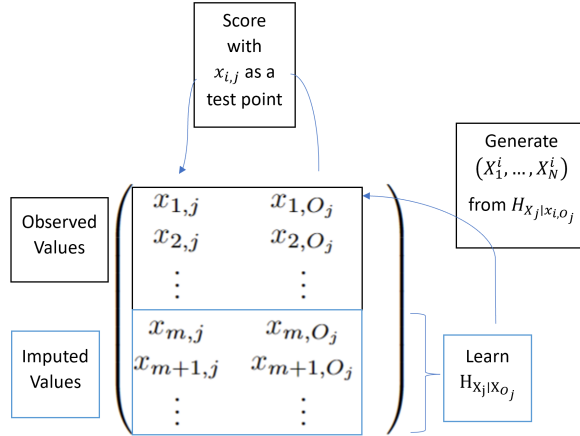 Score
with
x_{i,j} as a
test point
Generate
(X_1^i, …, X_N^i)
from H_{X_j|x_{i,O_j}}
Observed
Values
x_{1,j} x_{1,O_j}
x_{2,j} x_{2,O_j}
⋮ ⋮
Imputed
Values
x_{m,j} x_{m,O_j}
x_{m+1,j} x_{m+1,O_j}
⋮ ⋮
Learn
H_{X_j|X_{O_j}}